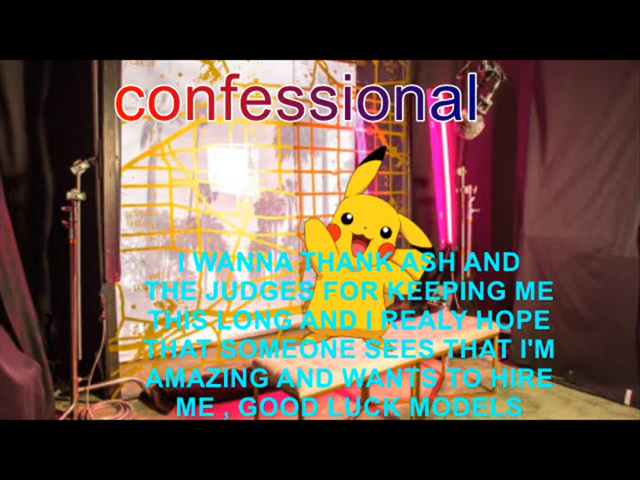 confessional
I WANNA THANK ASH AND
THE JUDGES FOR KEEPING ME
THIS LONG AND I REALY HOPE
THAT SOMEONE SEES THAT I'M
AMAZING AND WANTS TO HIRE
ME , GOOD LUCK MODELS